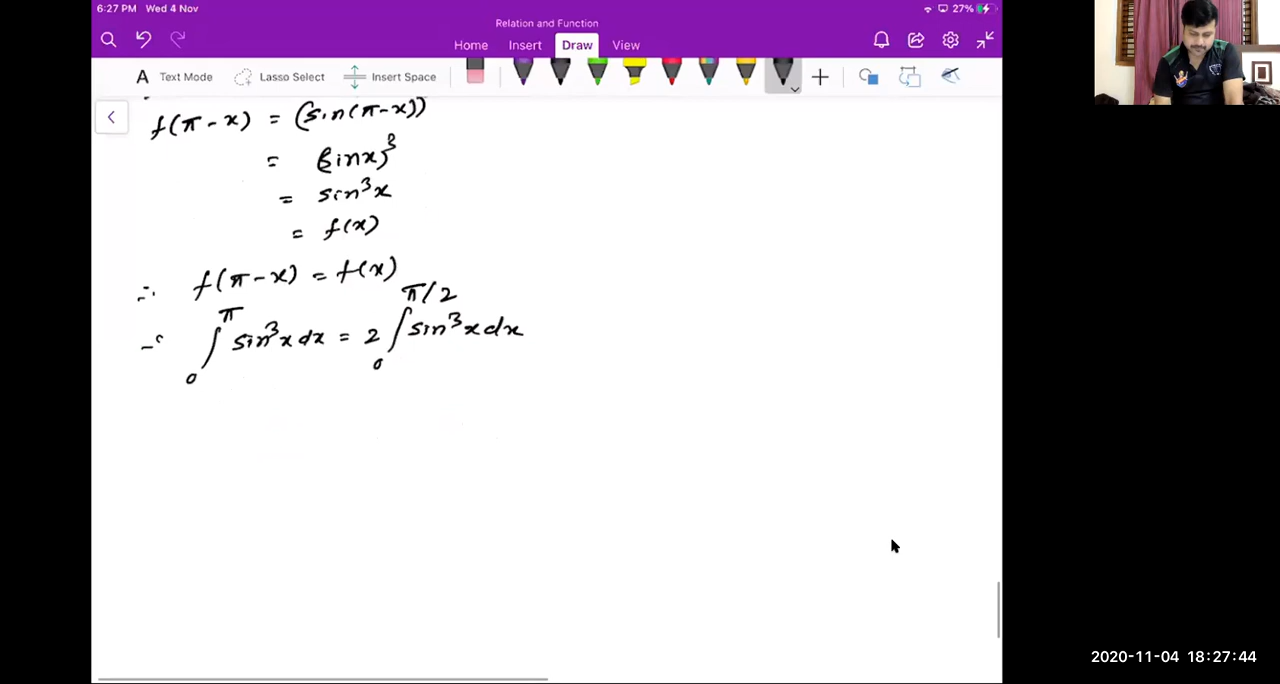 6:27 PM Wed 4 Nov
27%
Relation and Function
Home Insert Draw View
A Text Mode Lasso Select Insert Space
f(π-x) = (sin(π-x))
= (sinx)³
= sin³x
= f(x)
∴ f(π-x) = f(x)
∴ ∫₀^π sin³x dx = 2 ∫₀^π/2 sin³x dx
2020-11-04 18:27:44